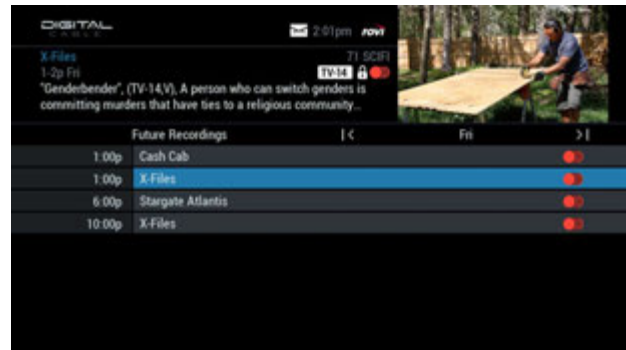 DIGITAL
CABLE
2:01pm rovi
X-Files 71 SCIFI
1-2p Fri TV-14
"Genderbender", (TV-14,V), A person who can switch genders is
committing murders that have ties to a religious community...
Future Recordings |< Fri >|
1:00p Cash Cab
1:00p X-Files
6:00p Stargate Atlantis
10:00p X-Files